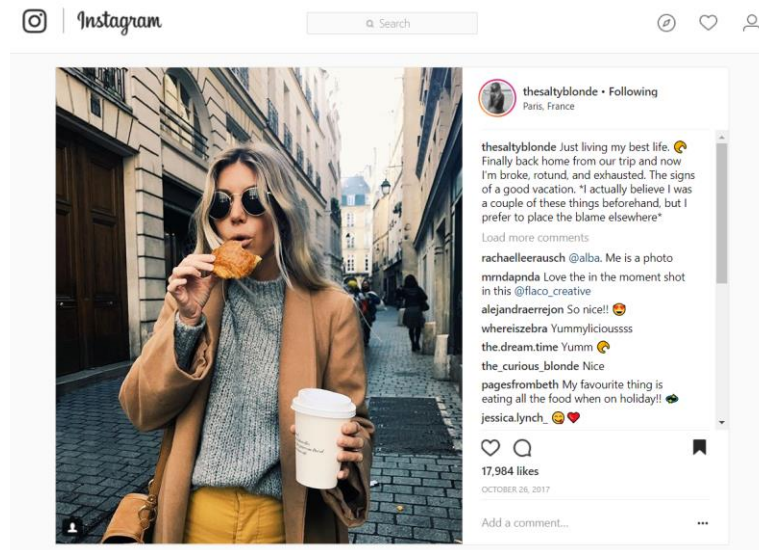 Instagram
Search
thesaltyblonde • Following
Paris, France
thesaltyblonde Just living my best life. 🥐
Finally back home from our trip and now
I'm broke, rotund, and exhausted. The signs
of a good vacation. *I actually believe I was
a couple of these things beforehand, but I
prefer to place the blame elsewhere*
Load more comments
rachaelleerausch @alba. Me is a photo
mrndapnda Love the in the moment shot
in this @flaco_creative
alejandraerrejon So nice!! 😍
whereiszebra Yummylicioussss
the.dream.time Yumm 🥐
the_curious_blonde Nice
pagesfrombeth My favourite thing is
eating all the food when on holiday!!
jessica.lynch_ 😋❤
17,984 likes
OCTOBER 26, 2017
Add a comment...